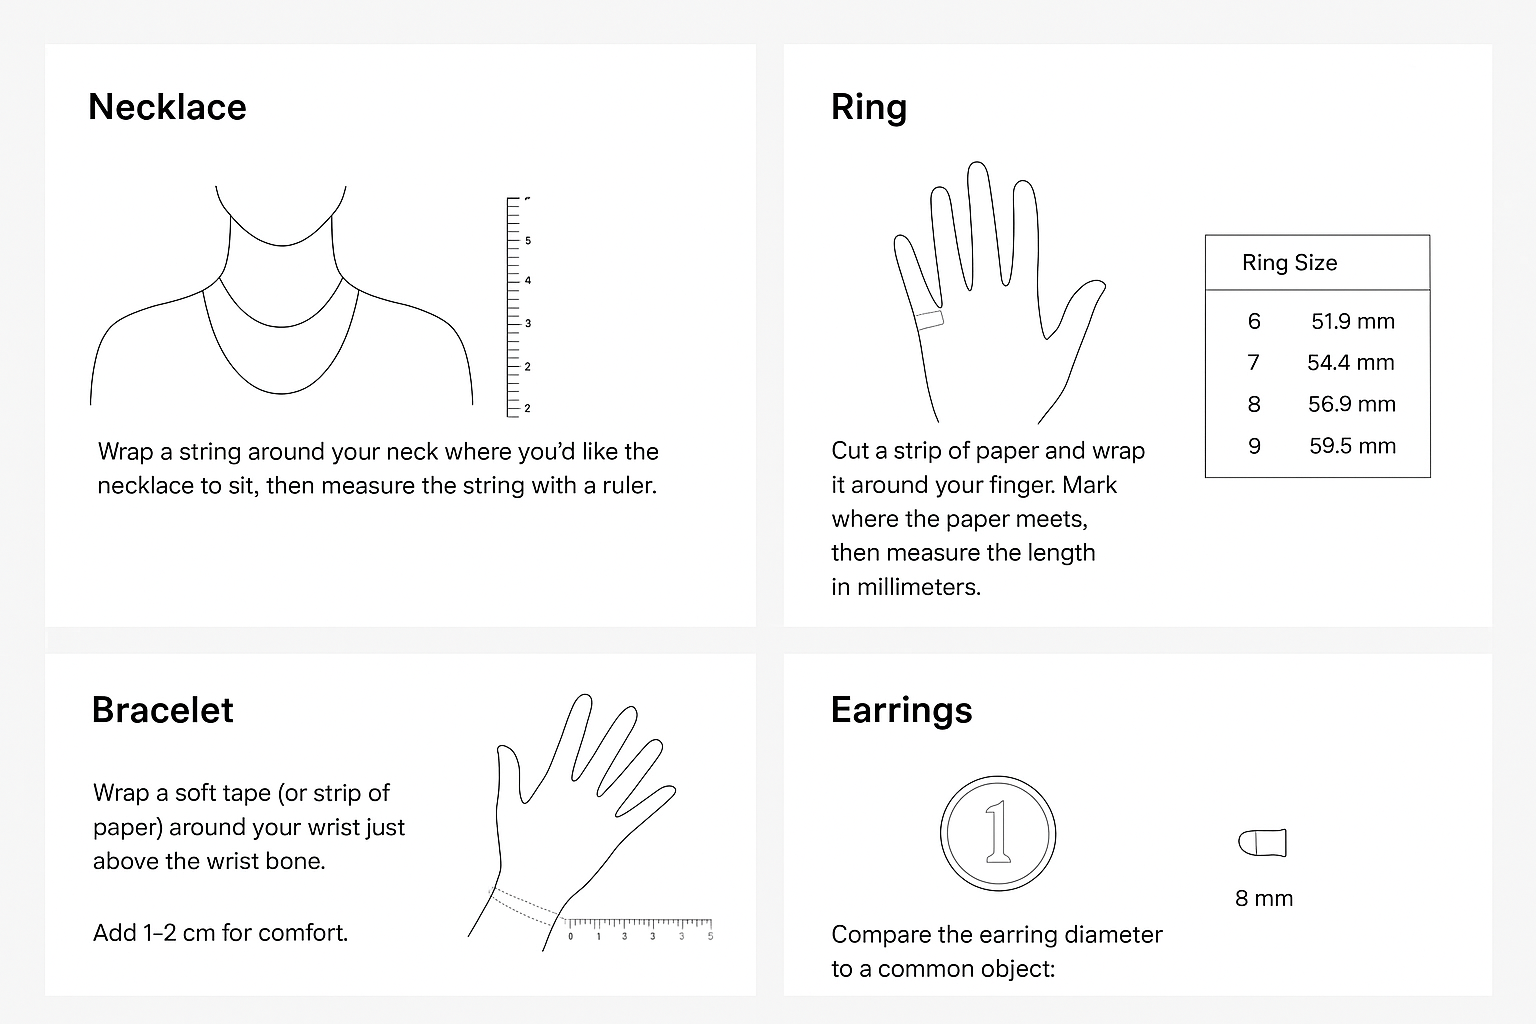 Necklace
5
4
3
2
2
Wrap a string around your neck where you’d like the
necklace to sit, then measure the string with a ruler.
Ring
Ring Size
6 51.9 mm
7 54.4 mm
8 56.9 mm
9 59.5 mm
Cut a strip of paper and wrap
it around your finger. Mark
where the paper meets,
then measure the length
in millimeters.
Bracelet
Wrap a soft tape (or strip of
paper) around your wrist just
above the wrist bone.
Add 1–2 cm for comfort.
0 1 3 3 3 5
Earrings
1
8 mm
Compare the earring diameter
to a common object: